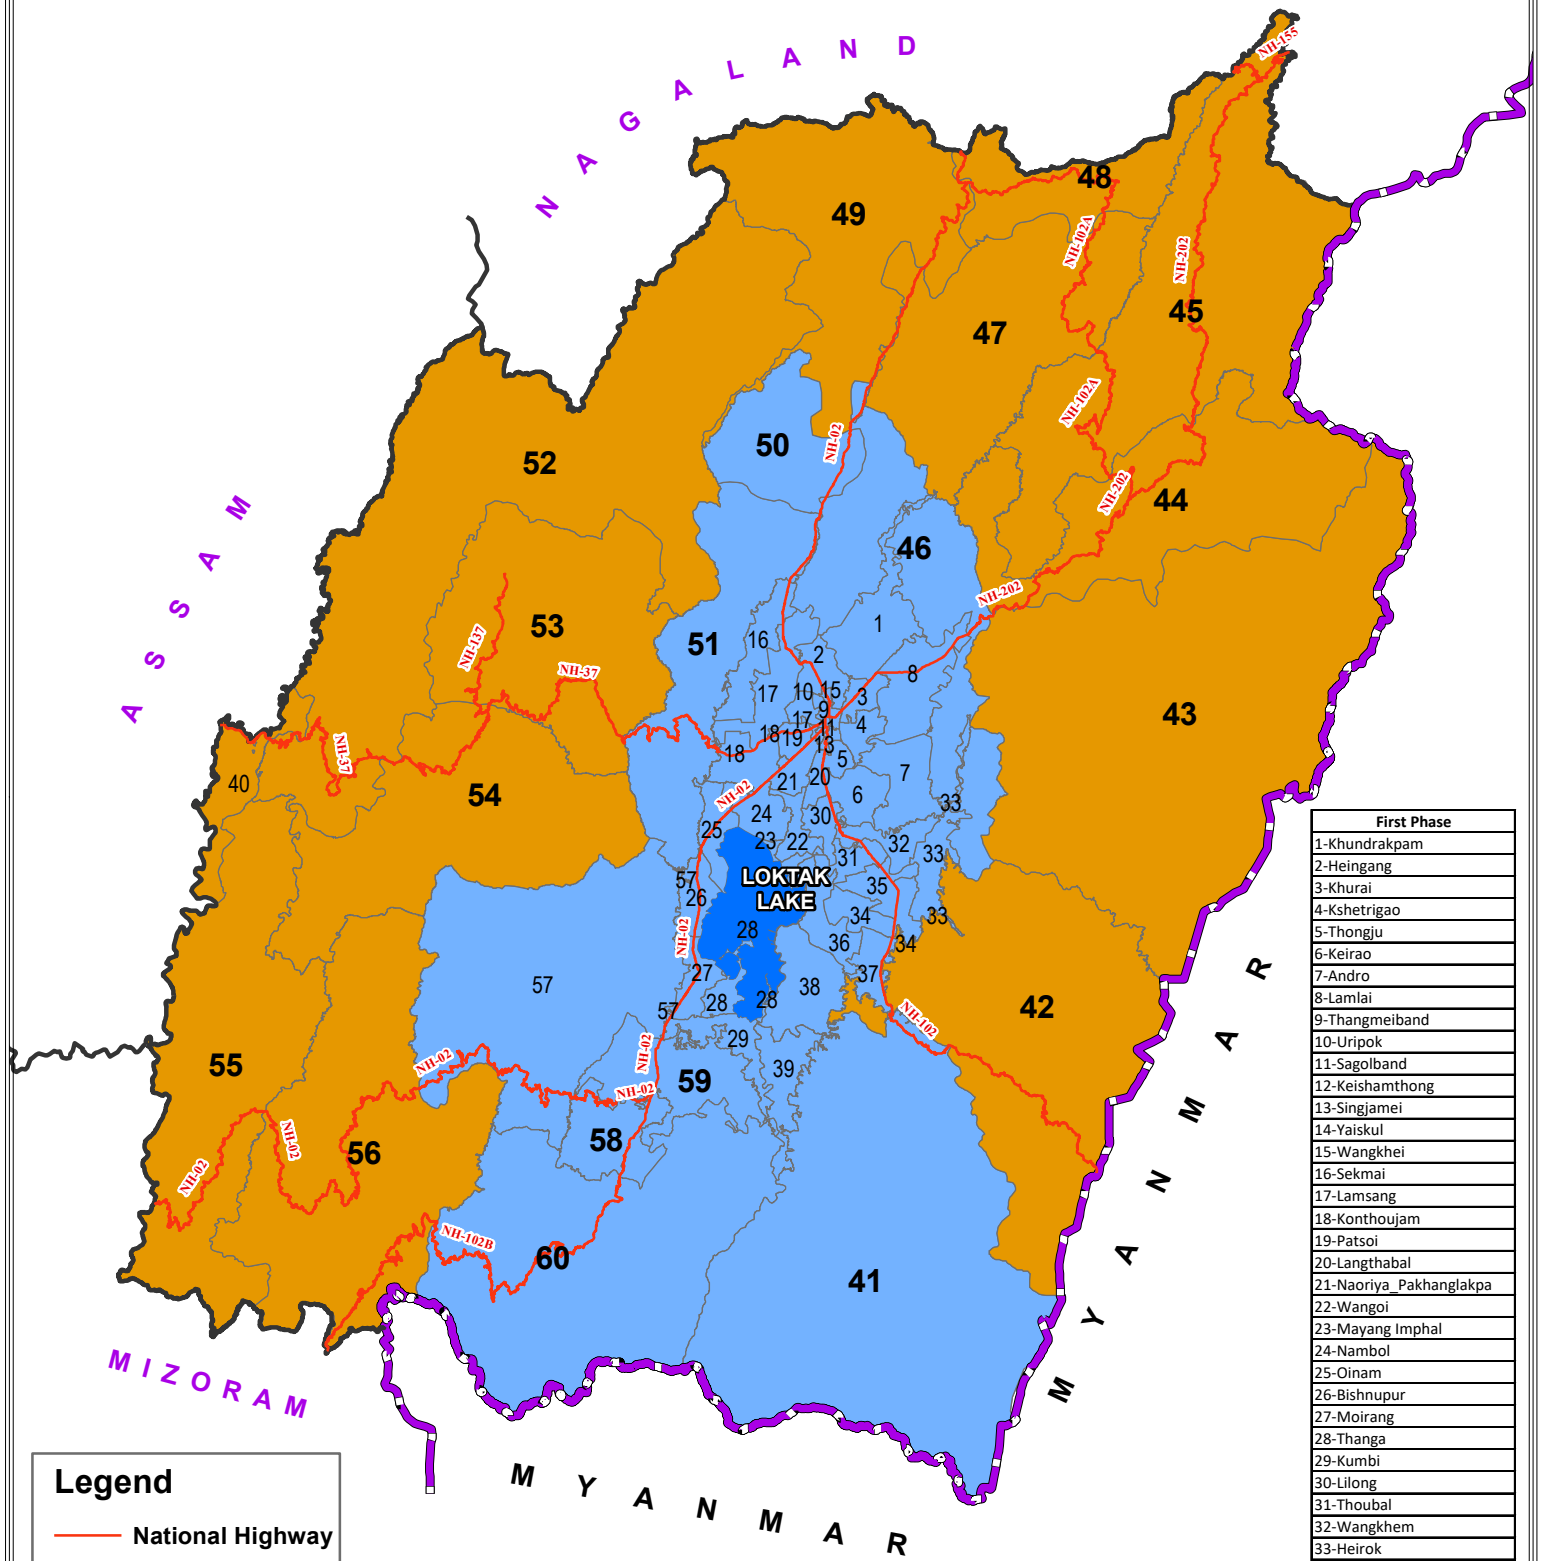 NAGALAND
NH-155
48
49
NH-102A
NH-202
45
47
NH-102A
50
NH-02
52
NH-202
44
ASSAM
46
NH-202
53
1
51
16
2
NH-137
NH-37
8
17
10
15
3
43
9
17
4
11
18
19
13
18
NH-37
5
7
40
21
20
54
NH-02
6
33
24
30
25
23
22
32
31
33
LOKTAK
LAKE
57
35
26
34
33
28
36
34
NH-02
27
37
57
38
28
28
57
42
NH-102
29
NH-02
NH-02
55
39
59
NH-02
58
56
NH-02
NH-02
NH-102B
60
41
MYANMAR
MIZORAM
MYANMAR
Legend
National Highway
First Phase
1-Khundrakpam
2-Heingang
3-Khurai
4-Kshetrigao
5-Thongju
6-Keirao
7-Andro
8-Lamlai
9-Thangmeiband
10-Uripok
11-Sagolband
12-Keishamthong
13-Singjamei
14-Yaiskul
15-Wangkhei
16-Sekmai
17-Lamsang
18-Konthoujam
19-Patsoi
20-Langthabal
21-Naoriya_Pakhanglakpa
22-Wangoi
23-Mayang Imphal
24-Nambol
25-Oinam
26-Bishnupur
27-Moirang
28-Thanga
29-Kumbi
30-Lilong
31-Thoubal
32-Wangkhem
33-Heirok